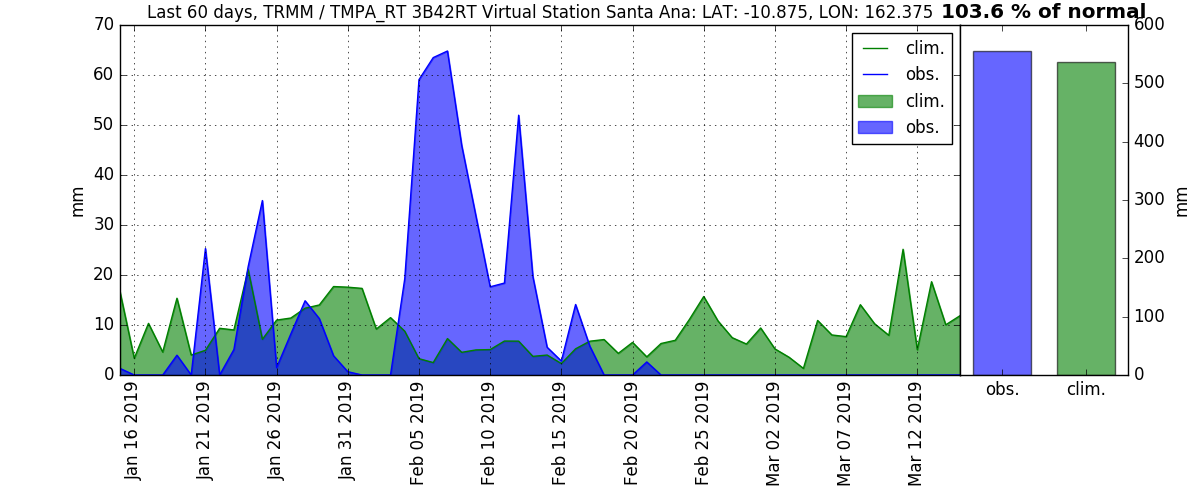 Last 60 days, TRMM / TMPA_RT 3B42RT Virtual Station Santa Ana: LAT: -10.875, LON: 162.375 103.6 % of normal
70
60
50
40
30
20
10
0
mm
clim.
obs.
clim.
obs.
600
500
400
300
200
100
0
mm
obs.
clim.
Jan 16 2019
Jan 21 2019
Jan 26 2019
Jan 31 2019
Feb 05 2019
Feb 10 2019
Feb 15 2019
Feb 20 2019
Feb 25 2019
Mar 02 2019
Mar 07 2019
Mar 12 2019